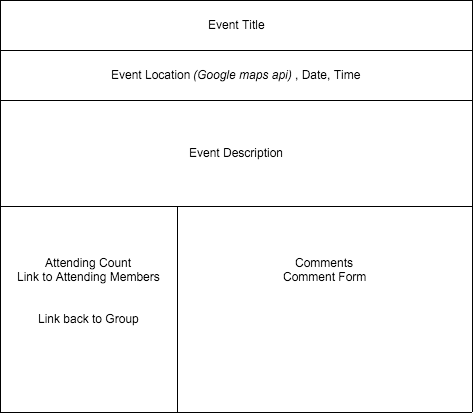 Event Title
Event Location (Google maps api) , Date, Time
Event Description
Attending Count
Link to Attending Members
Link back to Group
Comments
Comment Form